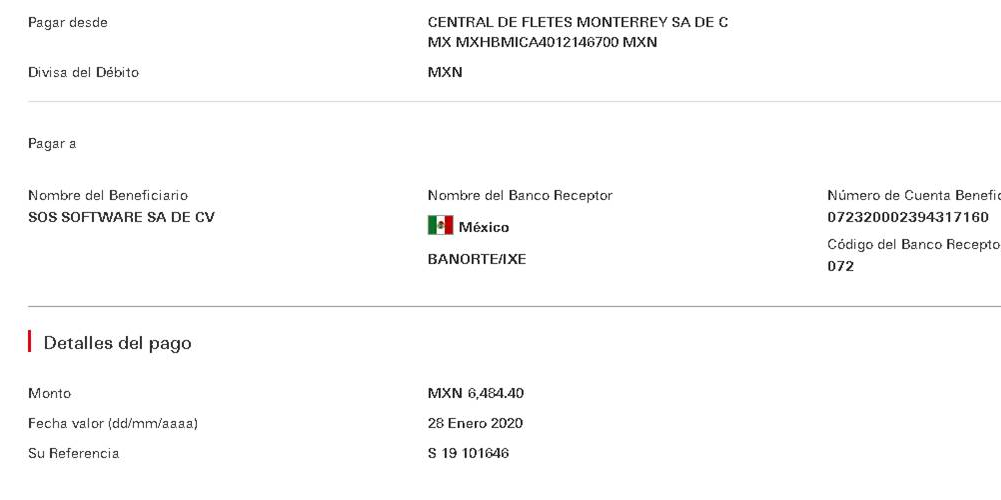 Pagar desde
CENTRAL DE FLETES MONTERREY SA DE C
MX MXHBMICA4012146700 MXN
Divisa del Débito
MXN
Pagar a
Nombre del Beneficiario
SOS SOFTWARE SA DE CV
Nombre del Banco Receptor
México
BANORTE/IXE
Número de Cuenta Benefic
072320002394317160
Código del Banco Recepto
072
Detalles del pago
Monto
MXN 6,484.40
Fecha valor (dd/mm/aaaa)
28 Enero 2020
Su Referencia
S 19 101646